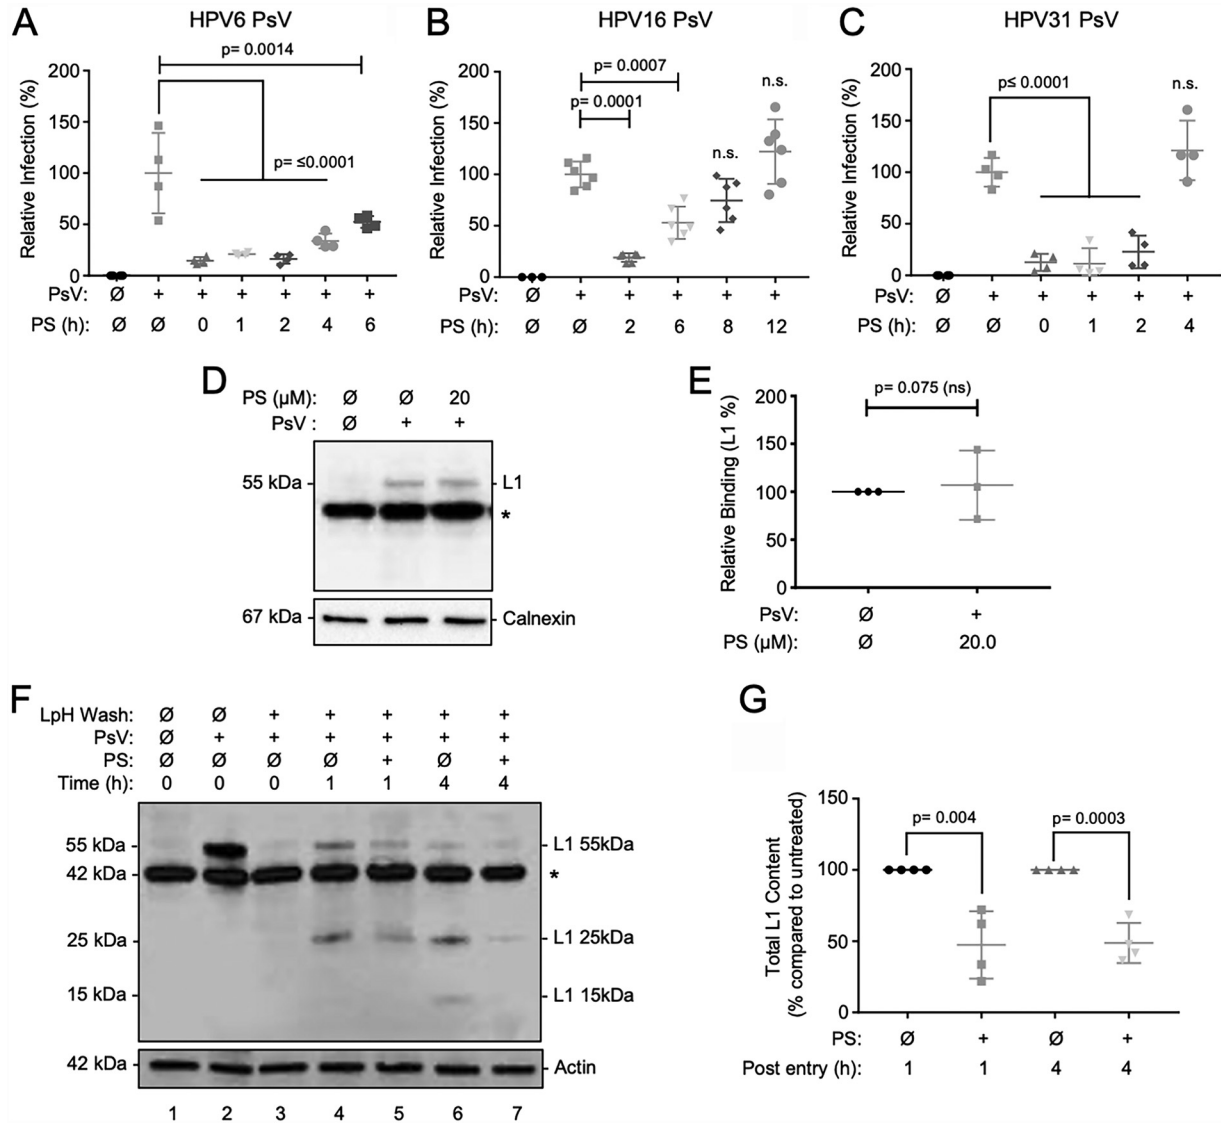 A
HPV6 PsV
p= 0.0014
p= ≤0.0001
Relative Infection (%)
200
150
100
50
0
PsV: Ø + + + + + +
PS (h): Ø Ø 0 1 2 4 6
B
HPV16 PsV
p= 0.0007
p= 0.0001
n.s.
n.s.
Relative Infection (%)
200
150
100
50
0
PsV: Ø + + + + +
PS (h): Ø Ø 2 6 8 12
C
HPV31 PsV
p≤ 0.0001
n.s.
Relative Infection (%)
200
150
100
50
0
PsV: Ø + + + + +
PS (h): Ø Ø 0 1 2 4
D
PS (μM): Ø Ø 20
PsV : Ø + +
55 kDa
L1
*
67 kDa
Calnexin
E
p= 0.075 (ns)
Relative Binding (L1 %)
200
150
100
50
0
PsV: Ø +
PS (μM): Ø 20.0
F
LpH Wash: Ø Ø + + + + +
PsV: Ø + + + + + +
PS: Ø Ø Ø Ø + Ø +
Time (h): 0 0 0 1 1 4 4
55 kDa
L1 55kDa
42 kDa
*
25 kDa
L1 25kDa
15 kDa
L1 15kDa
42 kDa
Actin
1 2 3 4 5 6 7
G
p= 0.004
p= 0.0003
Total L1 Content
(% compared to untreated)
150
100
50
0
PS: Ø + Ø +
Post entry (h): 1 1 4 4